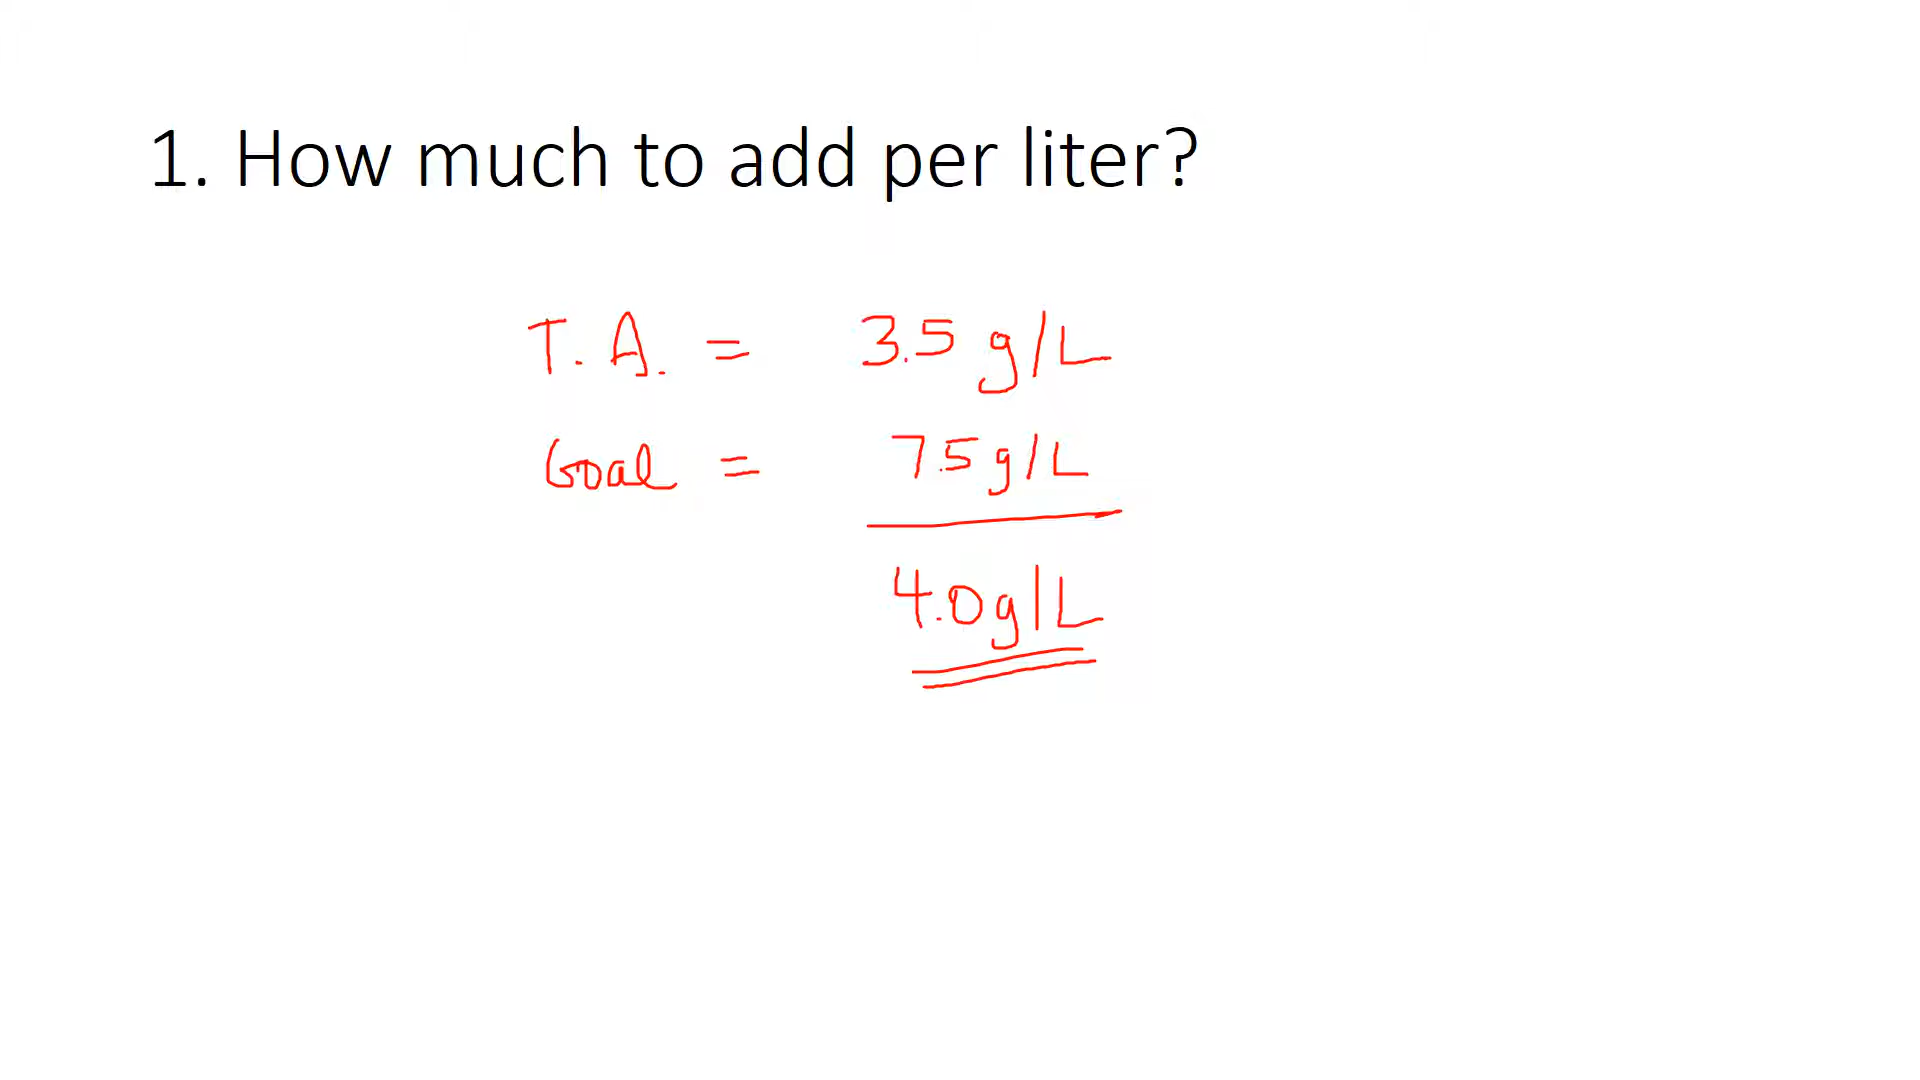 1. How much to add per liter?
T. A. = 3.5 g/L
Goal = 7.5 g/L
4.0 g/L